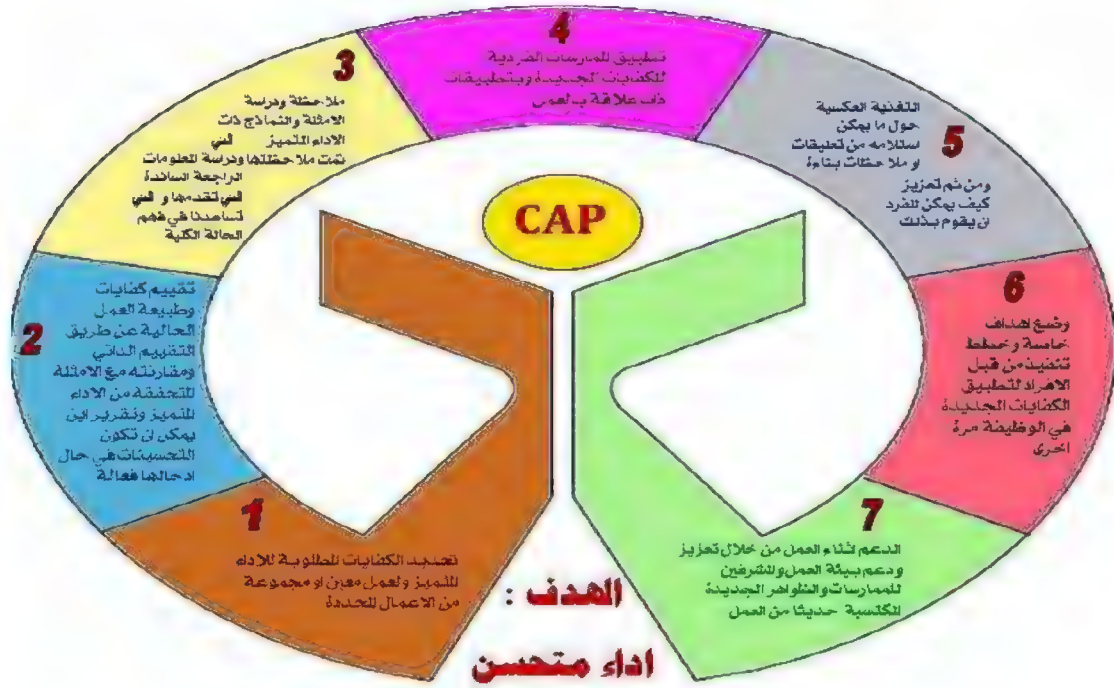 CAP
1
تحديد الكفايات المطلوبة للاداء
المتميز ولعمل معين او مجموعة
من الاعمال المحددة
2
تقييم كفايات
وطبيعة العمل
الحالية عن طريق
التقييم الذاتي
ومقارنته مع الامثلة
المتحققة من الاداء
المتميز وتقرير اين
يمكن ان تكون
التحسينات في حال
ادخالها فعالة
3
ملاحظة ودراسة
الامثلة والنماذج ذات
الاداء المتميز التي
تمت ملاحظتها ودراسة المعلومات
الراجعة الساندة
التي تقدمها و التي
تساعدنا في فهم
الحالة الكلية
4
تطبيق الممارسات الفردية
للكفايات الجديدة وبتطبيقات
ذات علاقة بالعمل
5
التغذية العكسية
حول ما يمكن
استلامه من تعليقات
او ملاحظات بناءة
ومن ثم تعزيز
كيف يمكن للفرد
ان يقوم بذلك
6
وضع اهداف
خاصة وخطط
تنفيذ من قبل
الافراد لتطبيق
الكفايات الجديدة
في الوظيفة مرة
اخرى
7
الدعم اثناء العمل من خلال تعزيز
ودعم بيئة العمل والمشرفين
للممارسات والظواهر الجديدة
المكتسبة حديثا من العمل
الهدف :
اداء متحسن